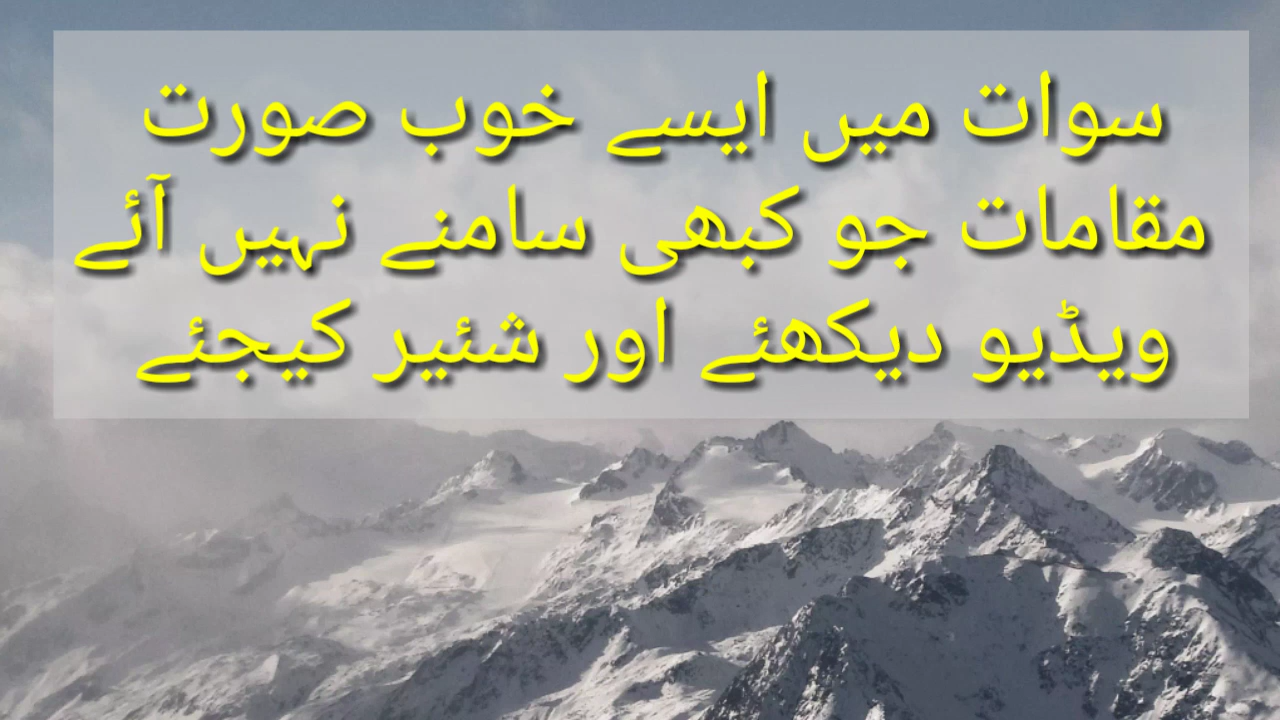 سوات میں ایسے خوب صورت
مقامات جو کبھی سامنے نہیں آئے
ویڈیو دیکھئے اور شئیر کیجئے